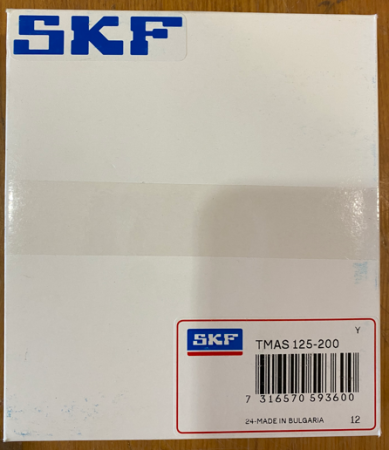 SKF
Y
SKF
TMAS 125-200
7 316570 593600
24-MADE IN BULGARIA 12